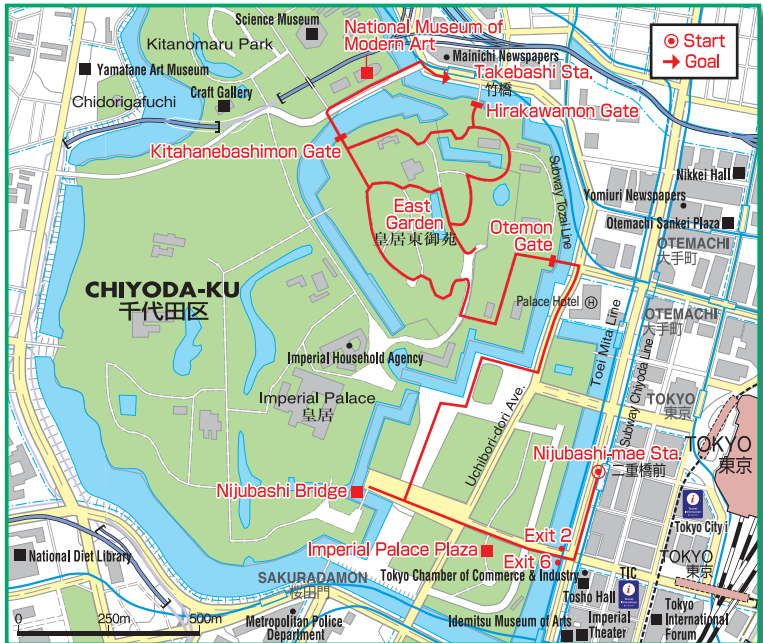 Science Museum
National Museum of
Modern Art
Start
Goal
Kitanomaru Park
Mainichi Newspapers
Yamatane Art Museum
Takebashi Sta.
竹橋
Chidorigafuchi
Craft Gallery
Hirakawamon Gate
Kitahanebashimon Gate
Subway Tozai Line
Nikkei Hall
Yomiuri Newspapers
East
Garden
皇居東御苑
Otemachi Sankei Plaza
OTEMACHI
大手町
Otemon
Gate
CHIYODA-KU
千代田区
Palace Hotel
H
OTEMACHI
大手町
Toei Mita Line
Subway Chiyoda Line
Imperial Household Agency
Imperial Palace
皇居
Uchibori-dori Ave.
TOKYO
東京
TOKYO
東京
Nijubashi-mae Sta.
二重橋前
Nijubashi Bridge
i
Tokyo City i
Exit 2
Imperial Palace Plaza
Exit 6
National Diet Library
Tokyo Chamber of Commerce & Industry
TOKYO
東京
TIC
i
SAKURADAMON
桜田門
Tosho Hall
Idemitsu Museum of Arts
Imperial
Theater
Tokyo
International
Forum
Metropolitan Police
Department
0 250m 500m